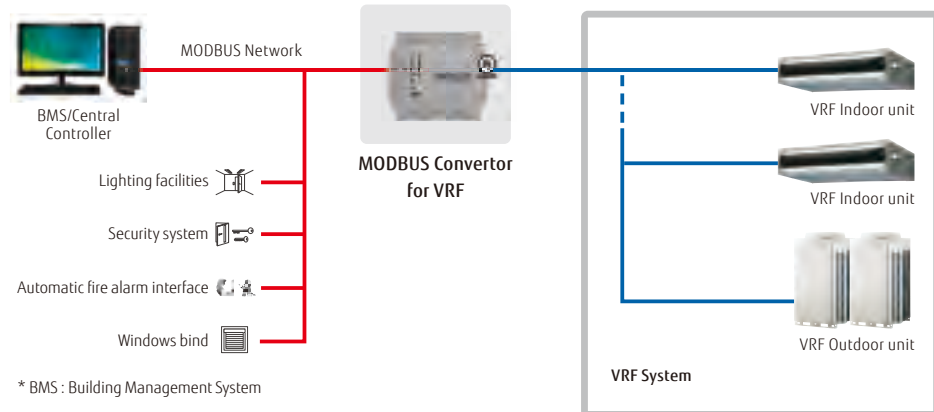 MODBUS Network
BMS/Central
Controller
Lighting facilities
Security system
Automatic fire alarm interface
Windows bind
* BMS : Building Management System
MODBUS Convertor
for VRF
VRF Indoor unit
VRF Indoor unit
VRF Outdoor unit
VRF System